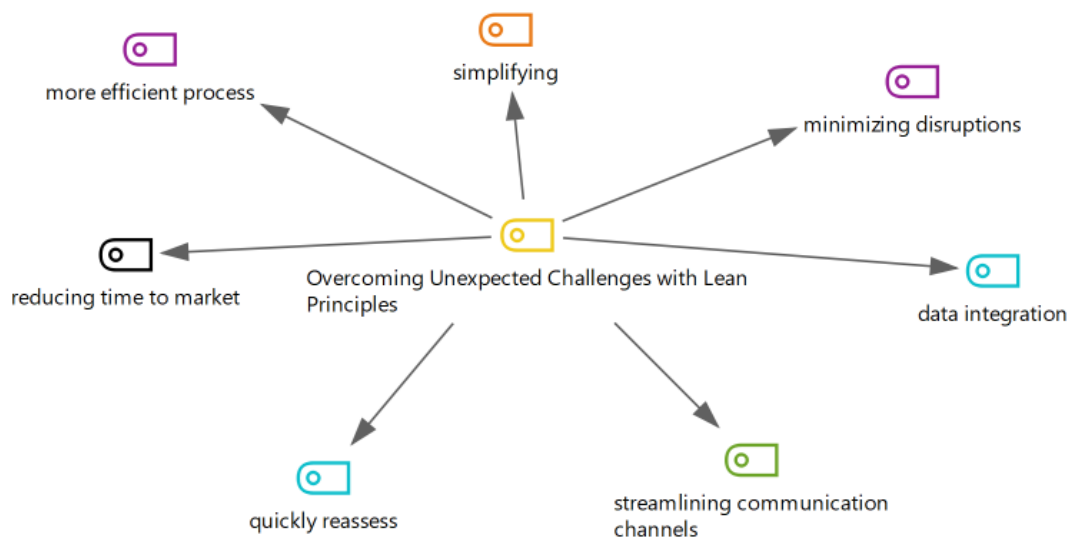 simplifying
more efficient process
minimizing disruptions
Overcoming Unexpected Challenges with Lean
Principles
reducing time to market
data integration
streamlining communication
channels
quickly reassess